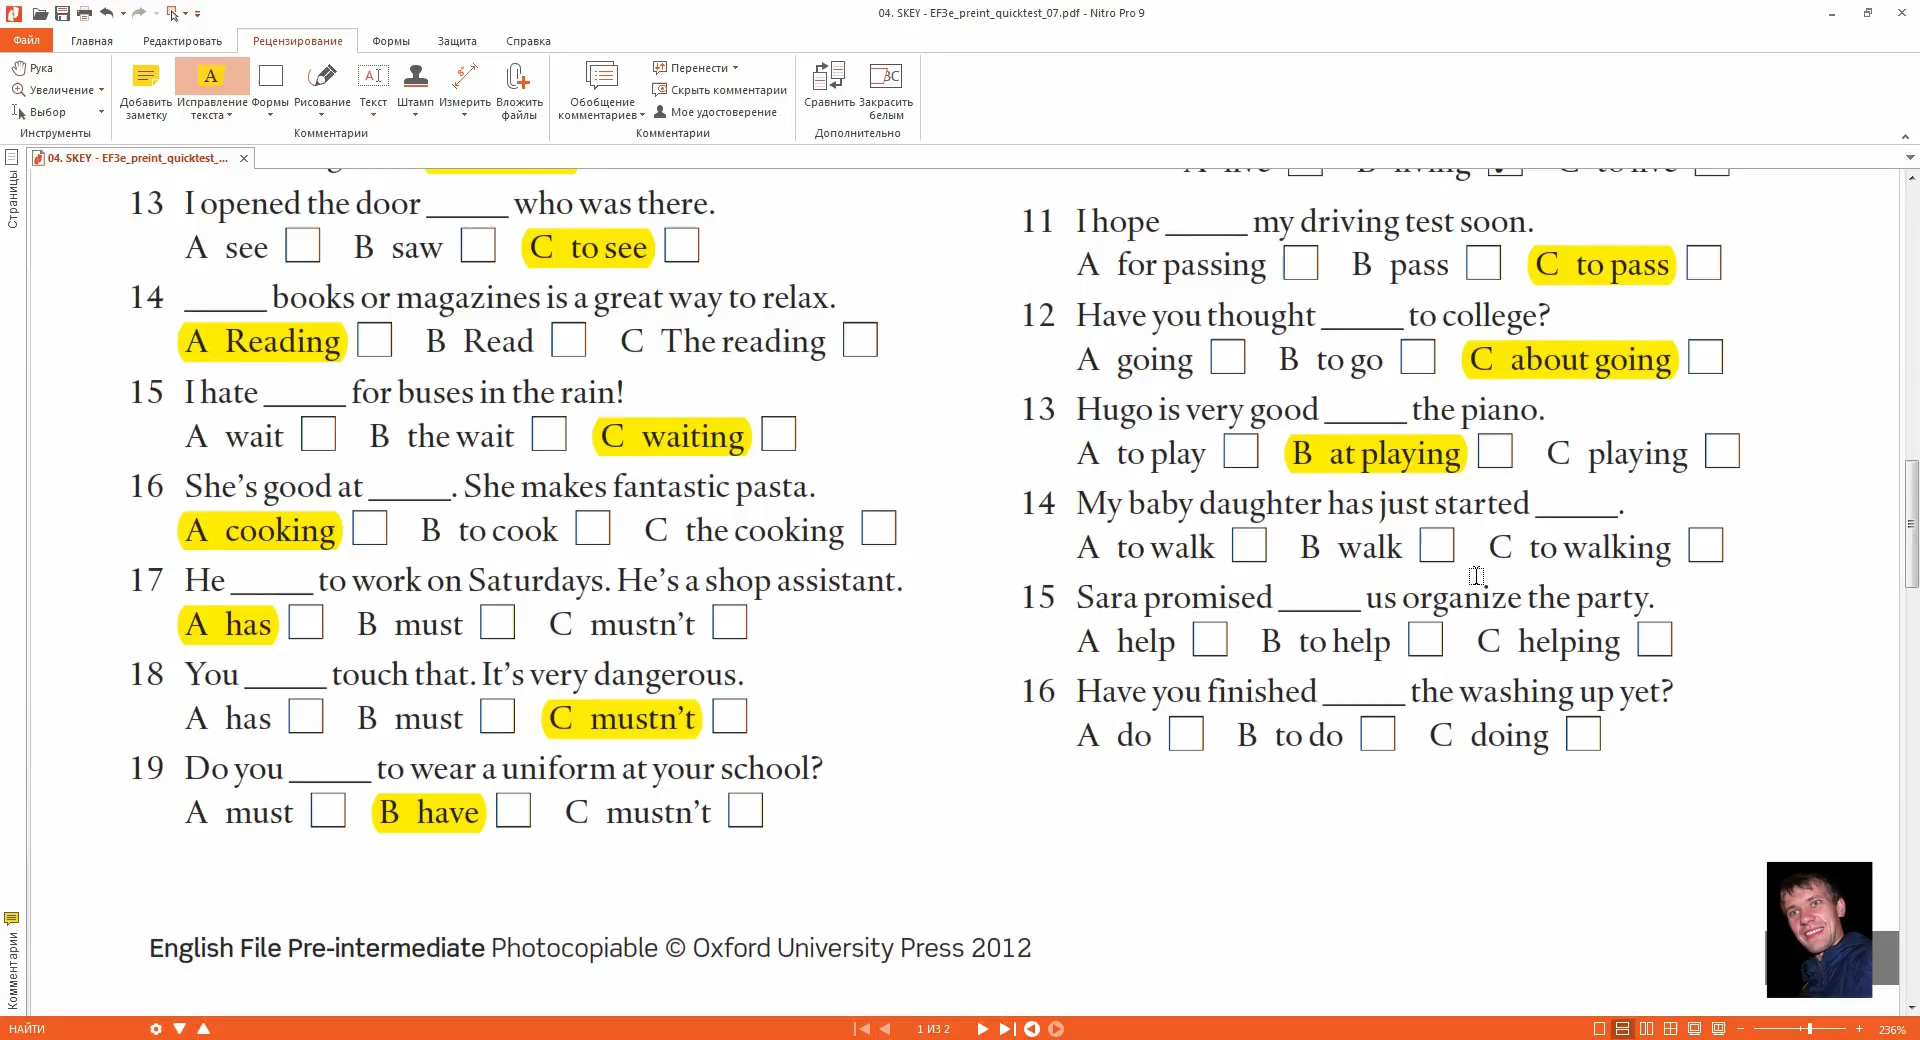 04. SKEY - EF3e_preint_quicktest_07.pdf - Nitro Pro 9
Файл Главная Редактировать Рецензирование Формы Защита Справка
Рука
Увеличение
Выбор
Инструменты
Добавить заметку
Исправление текста
Формы
Рисование
Текст
Штамп
Измерить
Вложить файлы
Комментарии
Обобщение комментариев
Перенести
Скрыть комментарии
Мое удостоверение
Комментарии
Сравнить
Закрасить белым
Дополнительно
04. SKEY - EF3e_preint_quicktest_...
Страницы
Комментарии
13 I opened the door _____ who was there.
A see B saw C to see
14 _____ books or magazines is a great way to relax.
A Reading B Read C The reading
15 I hate _____ for buses in the rain!
A wait B the wait C waiting
16 She's good at _____. She makes fantastic pasta.
A cooking B to cook C the cooking
17 He _____ to work on Saturdays. He's a shop assistant.
A has B must C mustn't
18 You _____ touch that. It's very dangerous.
A has B must C mustn't
19 Do you _____ to wear a uniform at your school?
A must B have C mustn't
11 I hope _____ my driving test soon.
A for passing B pass C to pass
12 Have you thought _____ to college?
A going B to go C about going
13 Hugo is very good _____ the piano.
A to play B at playing C playing
14 My baby daughter has just started _____.
A to walk B walk C to walking
15 Sara promised _____ us organize the party.
A help B to help C helping
16 Have you finished _____ the washing up yet?
A do B to do C doing
English File Pre-intermediate Photocopiable © Oxford University Press 2012
НАЙТИ
1 ИЗ 2
236%